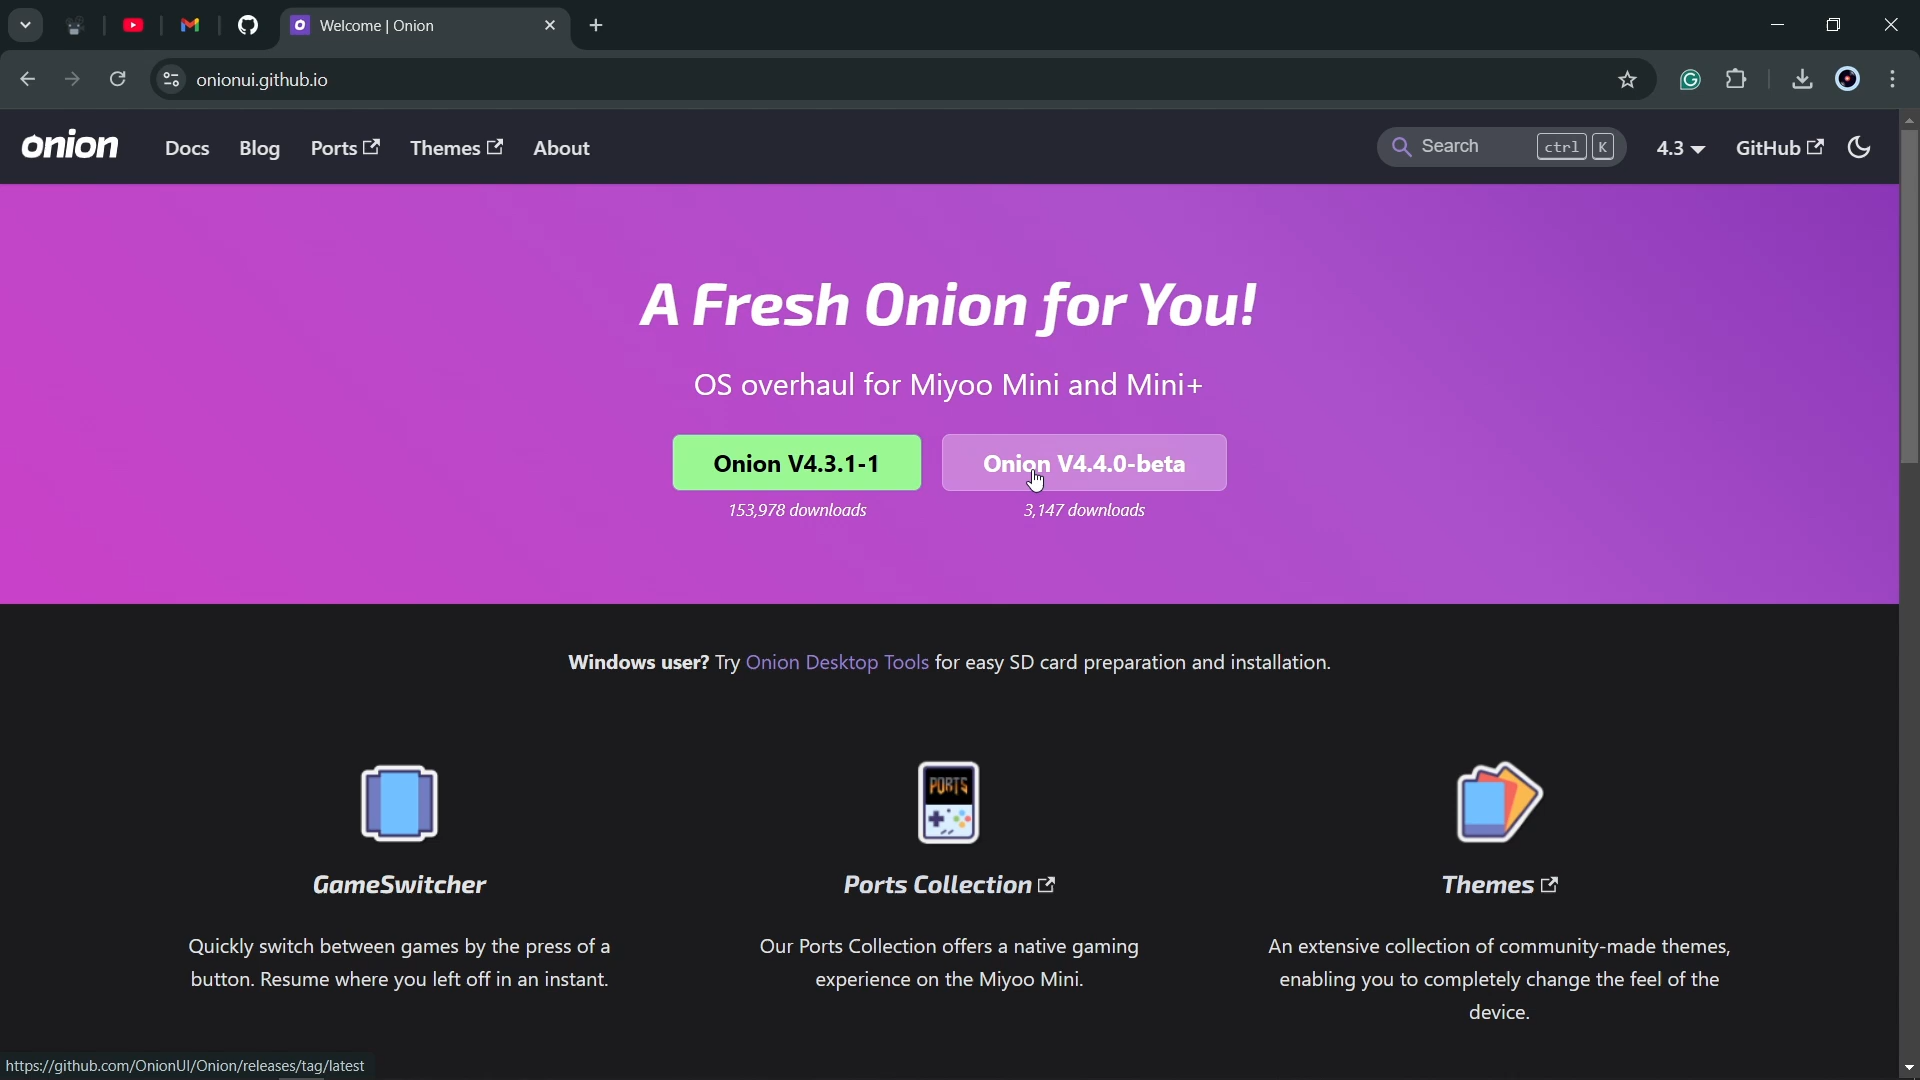 Welcome | Onion
onionui.github.io
onion Docs Blog Ports Themes About Search ctrl K 4.3 GitHub
A Fresh Onion for You!
OS overhaul for Miyoo Mini and Mini+
Onion V4.3.1-1 Onion V4.4.0-beta
153,978 downloads 3,147 downloads
Windows user? Try Onion Desktop Tools for easy SD card preparation and installation.
PORTS
GameSwitcher
Quickly switch between games by the press of a
button. Resume where you left off in an instant.
Ports Collection
Our Ports Collection offers a native gaming
experience on the Miyoo Mini.
Themes
An extensive collection of community-made themes,
enabling you to completely change the feel of the
device.
https://github.com/OnionUI/Onion/releases/tag/latest